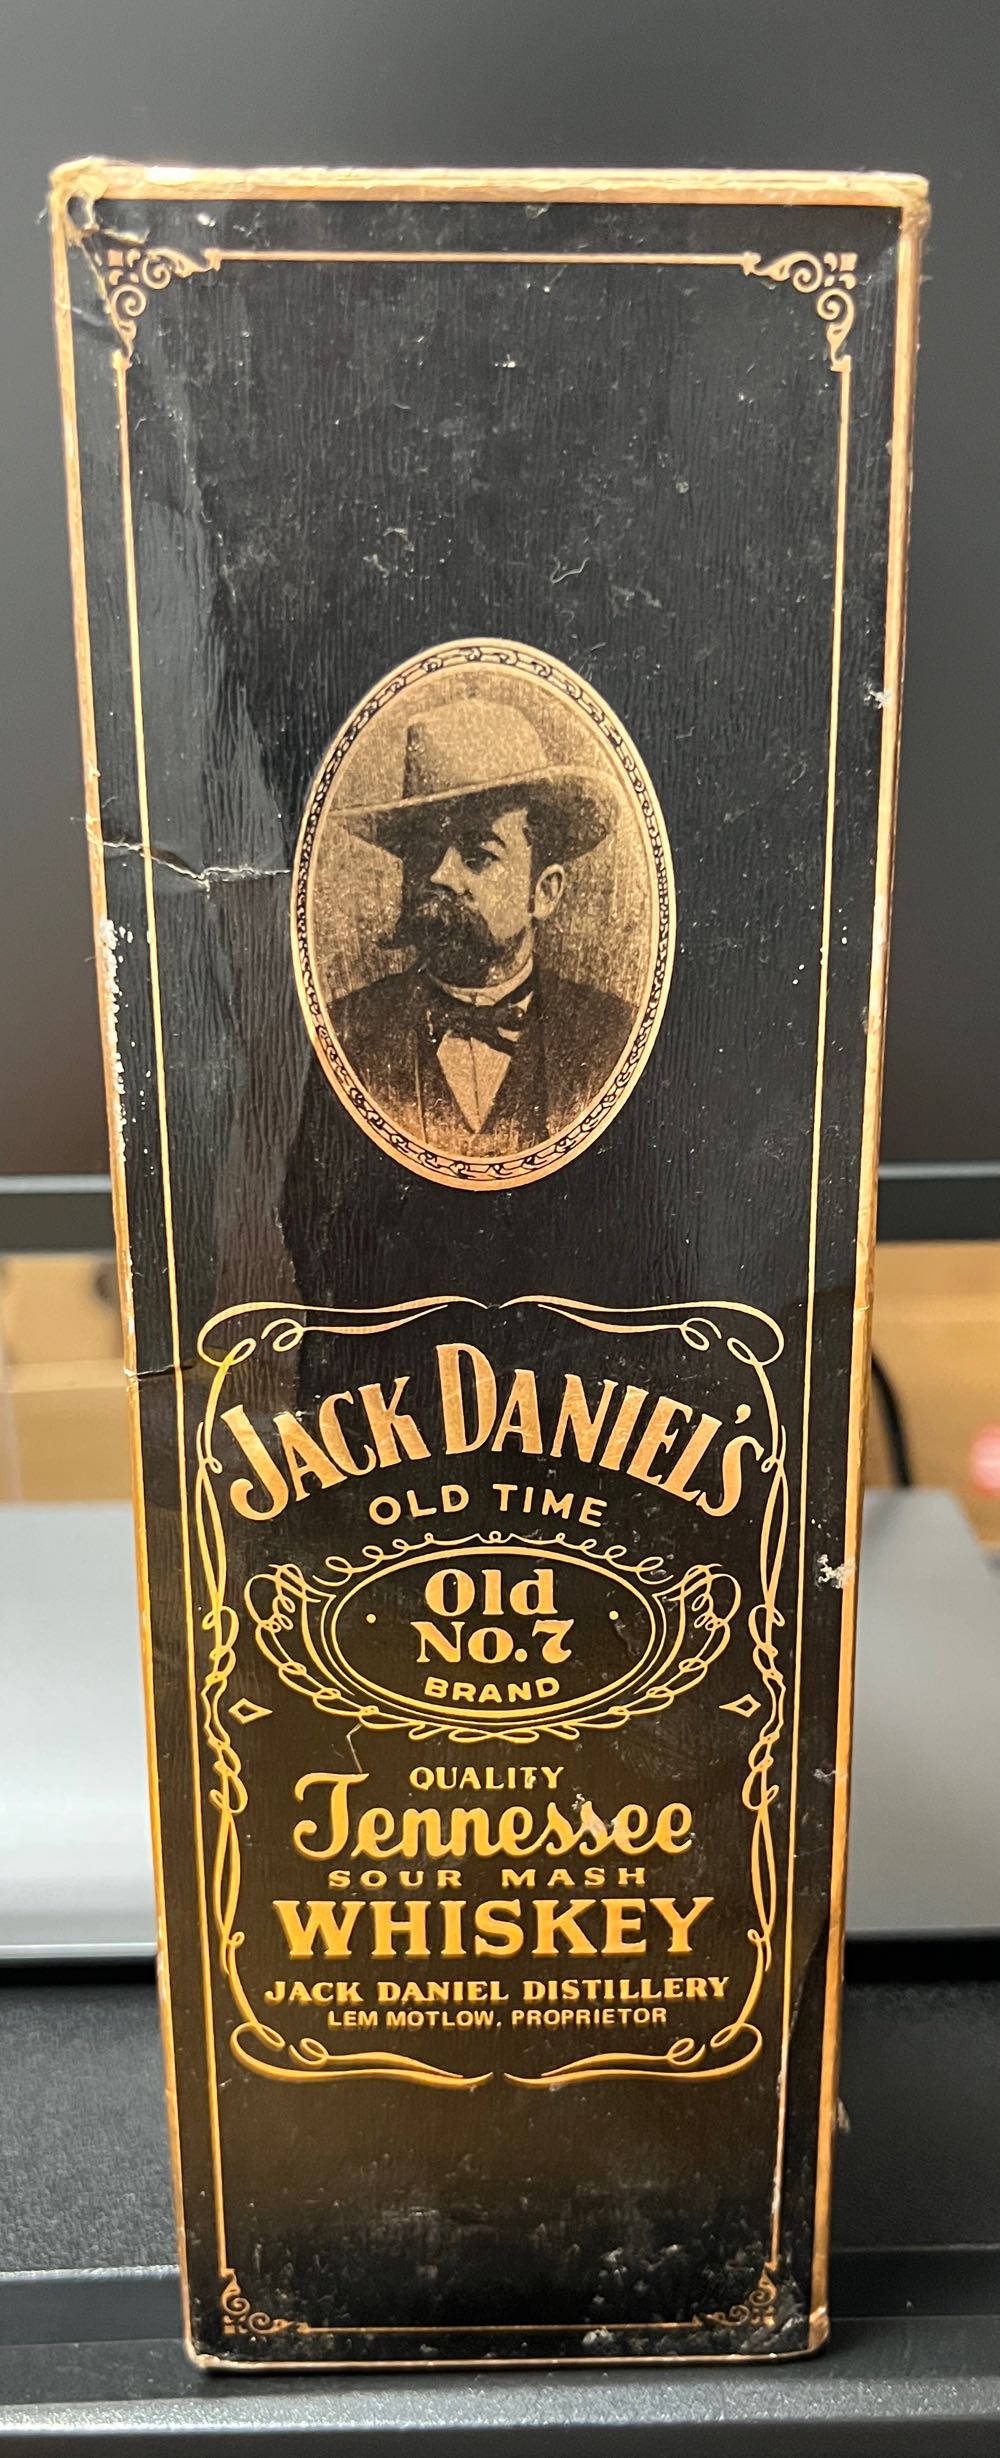 JACK DANIEL'S
OLD TIME
Old
No.7
BRAND
QUALITY
Tennessee
SOUR MASH
WHISKEY
JACK DANIEL DISTILLERY
LEM MOTLOW, PROPRIETOR